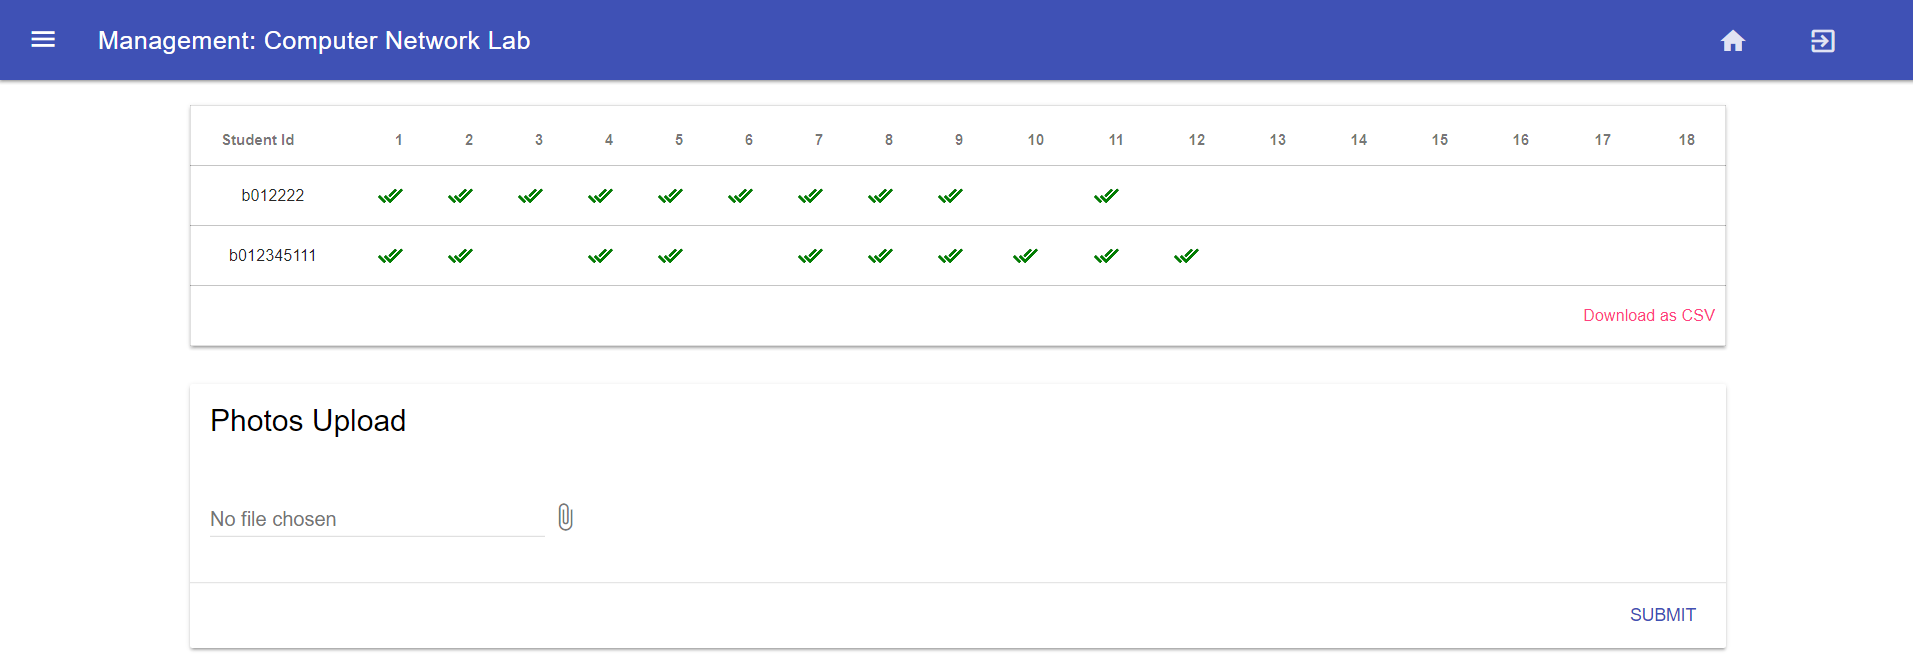 Management: Computer Network Lab
Student Id 1 2 3 4 5 6 7 8 9 10 11 12 13 14 15 16 17 18
b012222
b012345111
Download as CSV
Photos Upload
No file chosen
SUBMIT